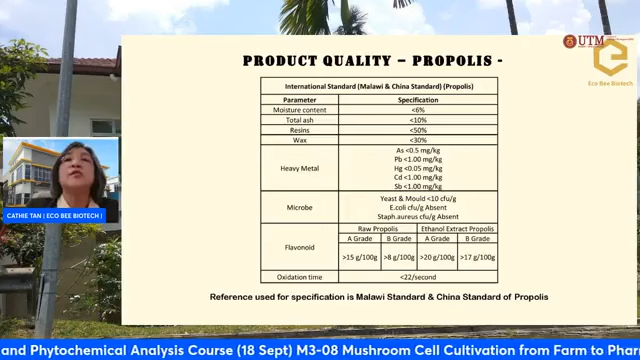 UTM
Eco Bee Biotech
PRODUCT QUALITY – PROPOLIS -
International Standard (Malawi & China Standard) (Propolis)
Parameter Specification
Moisture content <6%
Total ash <10%
Resins <50%
Wax <30%
Heavy Metal
As <0.5 mg/kg
Pb <1.00 mg/kg
Hg <0.05 mg/kg
Cd <1.00 mg/kg
Sb <1.00 mg/kg
Microbe
Yeast & Mould <10 cfu/g
E.coli cfu/g Absent
Staph.aureus cfu/g Absent
Flavonoid
Raw Propolis Ethanol Extract Propolis
A Grade B Grade A Grade B Grade
>15 g/100g >8 g/100g >20 g/100g >17 g/100g
Oxidation time <22/second
Reference used for specification is Malawi Standard & China Standard of Propolis
CATHIE TAN | ECO BEE BIOTECH |
and Phytochemical Analysis Course (18 Sept) M3-08 Mushroom Cell Cultivation from Farm to Phar